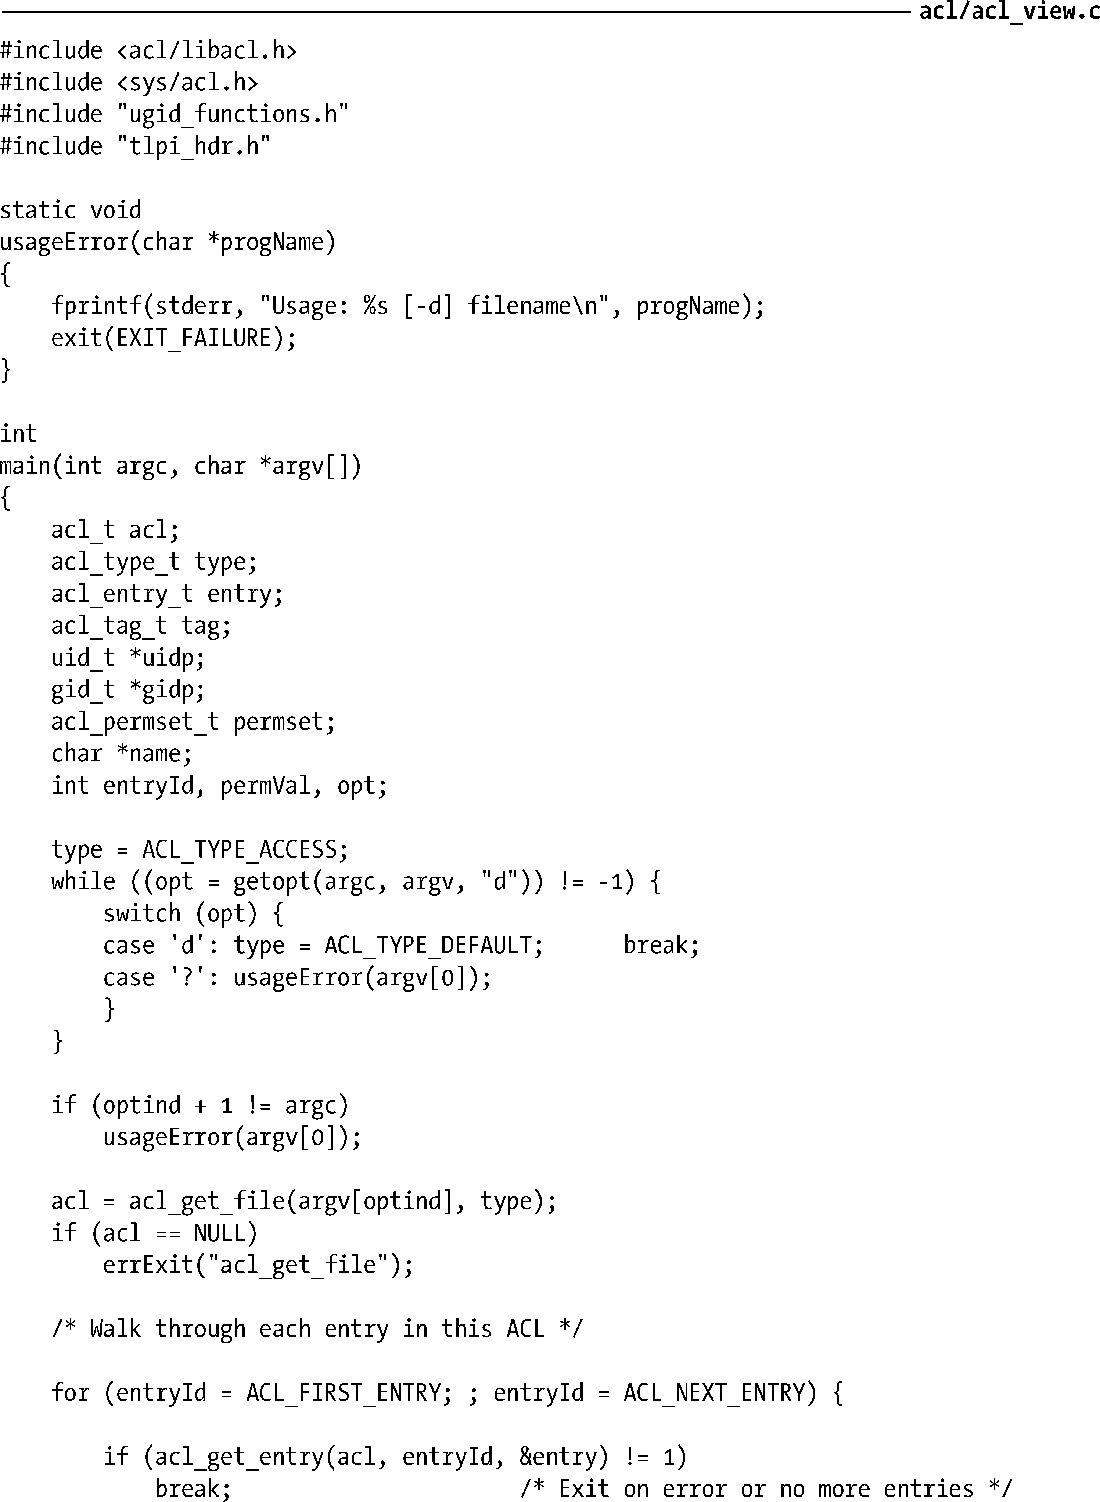 acl/acl_view.c
#include <acl/libacl.h>
#include <sys/acl.h>
#include "ugid_functions.h"
#include "tlpi_hdr.h"

static void
usageError(char *progName)
{
    fprintf(stderr, "Usage: %s [-d] filename\n", progName);
    exit(EXIT_FAILURE);
}

int
main(int argc, char *argv[])
{
    acl_t acl;
    acl_type_t type;
    acl_entry_t entry;
    acl_tag_t tag;
    uid_t *uidp;
    gid_t *gidp;
    acl_permset_t permset;
    char *name;
    int entryId, permVal, opt;

    type = ACL_TYPE_ACCESS;
    while ((opt = getopt(argc, argv, "d")) != -1) {
        switch (opt) {
        case 'd': type = ACL_TYPE_DEFAULT;      break;
        case '?': usageError(argv[0]);
        }
    }

    if (optind + 1 != argc)
        usageError(argv[0]);

    acl = acl_get_file(argv[optind], type);
    if (acl == NULL)
        errExit("acl_get_file");

    /* Walk through each entry in this ACL */

    for (entryId = ACL_FIRST_ENTRY; ; entryId = ACL_NEXT_ENTRY) {

        if (acl_get_entry(acl, entryId, &entry) != 1)
            break;                      /* Exit on error or no more entries */